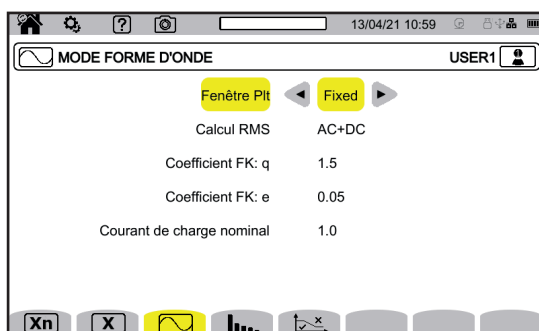 ? 13/04/21 10:59
MODE FORME D'ONDE USER1
Fenêtre Plt Fixed
Calcul RMS AC+DC
Coefficient FK: q 1.5
Coefficient FK: e 0.05
Courant de charge nominal 1.0
Xn X